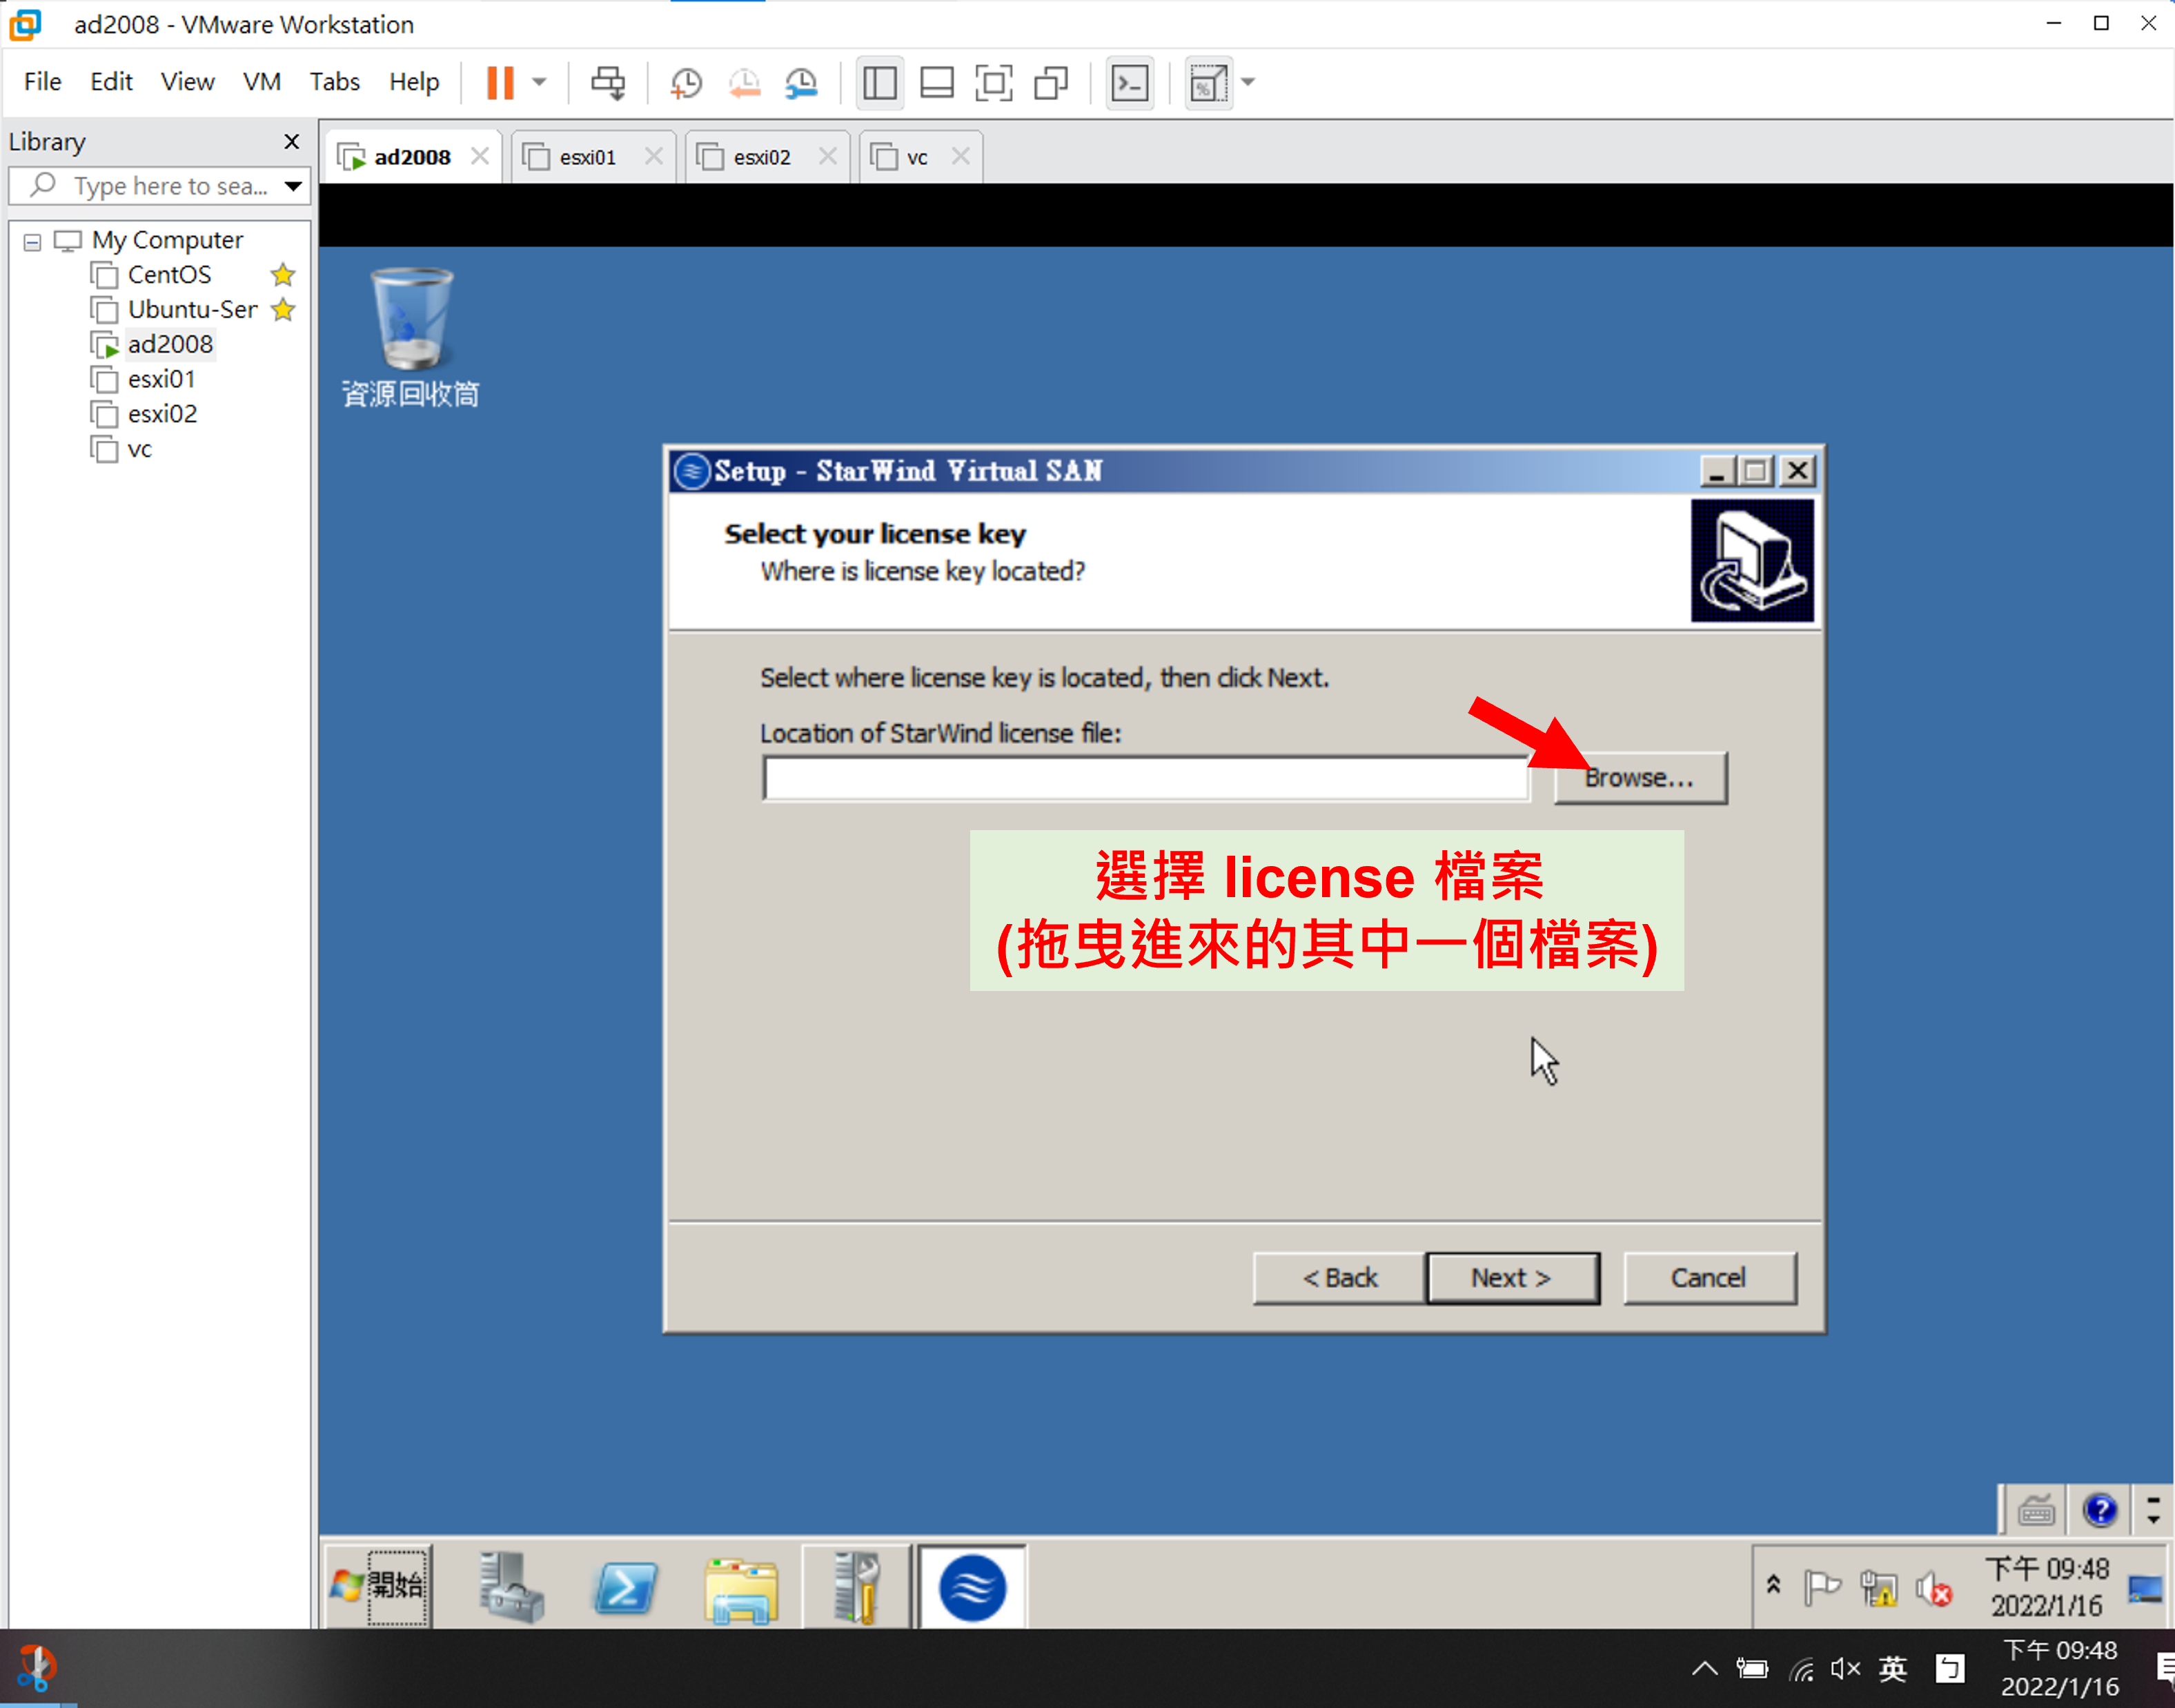 ad2008 - VMware Workstation
File Edit View VM Tabs Help
Library
Type here to sea...
My Computer
CentOS
Ubuntu-Ser
ad2008
esxi01
esxi02
vc
ad2008 esxi01 esxi02 vc
資源回收筒
Setup - StarWind Virtual SAN
Select your license key
Where is license key located?
Select where license key is located, then click Next.
Location of StarWind license file:
Browse...
選擇 license 檔案
(拖曳進來的其中一個檔案)
< Back Next > Cancel
開始
下午 09:48
2022/1/16
英 ㄅ
下午 09:48
2022/1/16